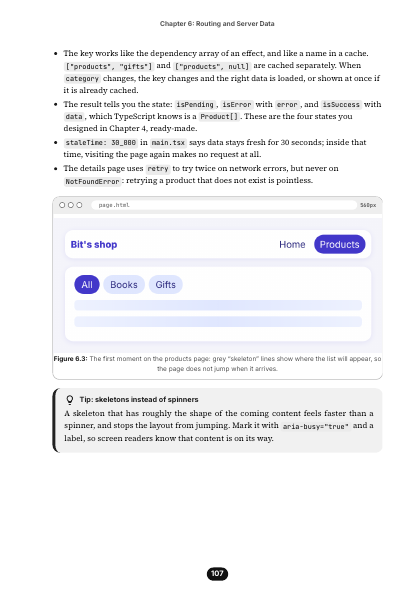 Chapter 6: Routing and Server Data
• The key works like the dependency array of an effect, and like a name in a cache.
["products", "gifts"] and ["products", null] are cached separately. When
category changes, the key changes and the right data is loaded, or shown at once if
it is already cached.
• The result tells you the state: isPending, isError with error, and isSuccess with
data, which TypeScript knows is a Product[]. These are the four states you
designed in Chapter 4, ready-made.
• staleTime: 30_000 in main.tsx says data stays fresh for 30 seconds; inside that
time, visiting the page again makes no request at all.
• The details page uses retry to try twice on network errors, but never on
NotFoundError: retrying a product that does not exist is pointless.
page.html
560px
Bit's shop
Home
Products
All
Books
Gifts
Figure 6.3: The first moment on the products page: grey “skeleton” lines show where the list will appear, so
the page does not jump when it arrives.
Tip: skeletons instead of spinners
A skeleton that has roughly the shape of the coming content feels faster than a
spinner, and stops the layout from jumping. Mark it with aria-busy="true" and a
label, so screen readers know that content is on its way.
107